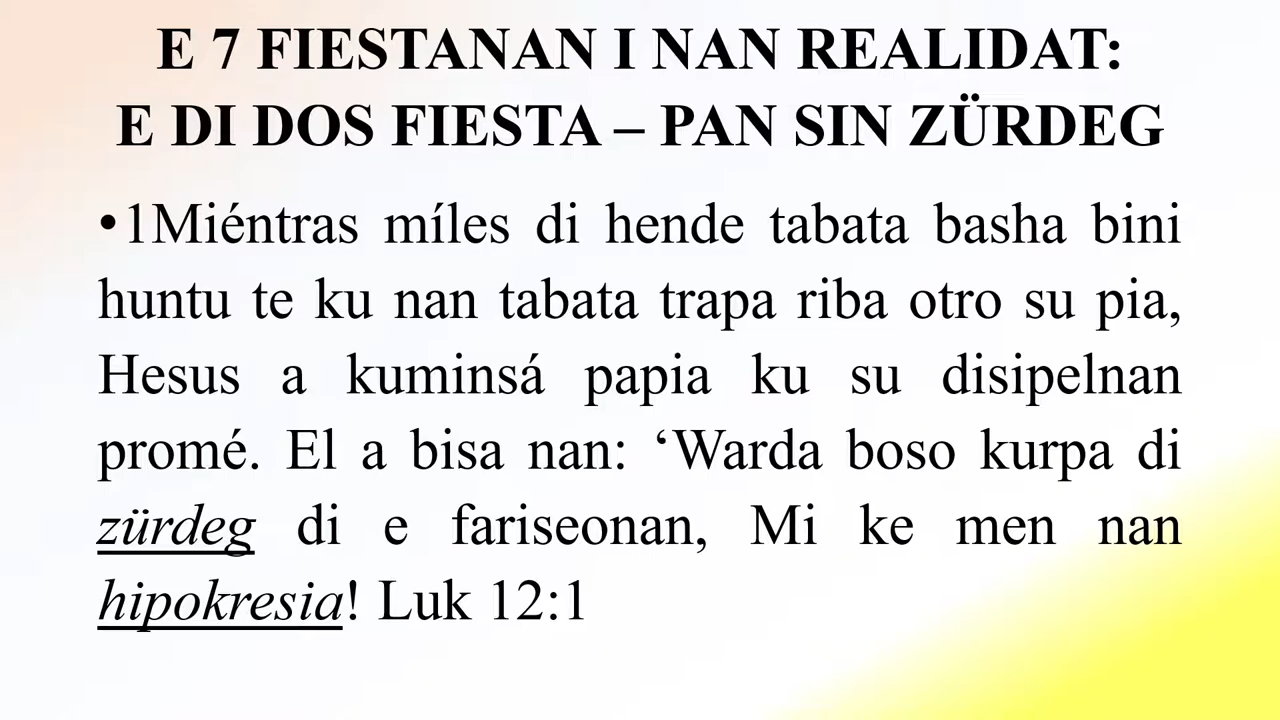 E 7 FIESTANAN I NAN REALIDAT:
E DI DOS FIESTA – PAN SIN ZÜRDEG
•1Miéntras míles di hende tabata basha bini
huntu te ku nan tabata trapa riba otro su pia,
Hesus a kuminsá papia ku su disipelnan
promé. El a bisa nan: ‘Warda boso kurpa di
zürdeg di e fariseonan, Mi ke men nan
hipokresia! Luk 12:1